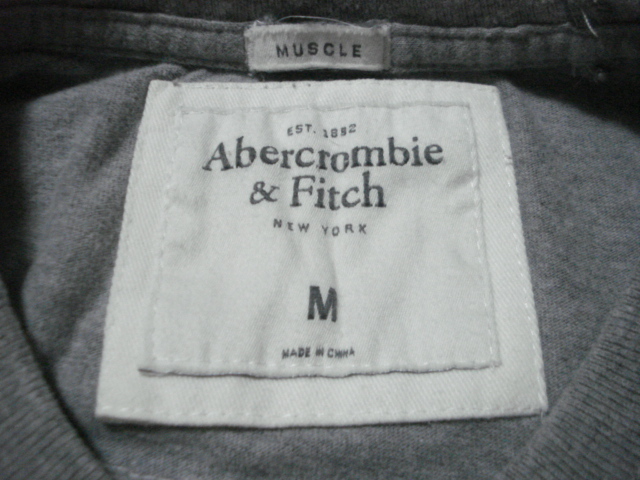 MUSCLE
EST. 1892
Abercrombie
& Fitch
NEW YORK
M
MADE IN CHINA